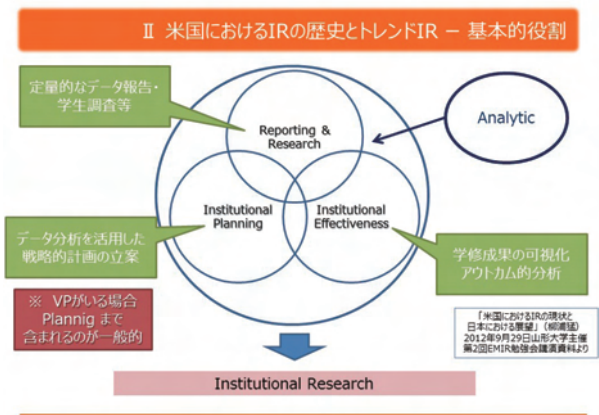 Ⅱ 米国におけるIRの歴史とトレンドIR － 基本的役割
定量的なデータ報告・
学生調査等
Reporting &
Research
Analytic
Institutional
Planning
Institutional
Effectiveness
データ分析を活用した
戦略的計画の立案
学修成果の可視化
アウトカム的分析
※ VPがいる場合
Plannig まで
含まれるのが一般的
「米国におけるIRの現状と
日本における展望」（柳浦猛）
2012年9月29日山形大学主催
第2回EMIR勉強会講演資料より
Institutional Research